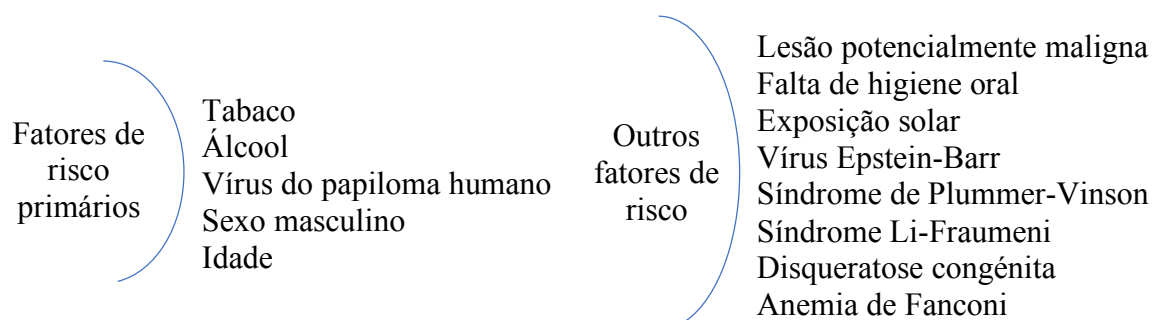 Fatores de
risco
primários
Tabaco
Álcool
Vírus do papiloma humano
Sexo masculino
Idade
Outros
fatores de
risco
Lesão potencialmente maligna
Falta de higiene oral
Exposição solar
Vírus Epstein-Barr
Síndrome de Plummer-Vinson
Síndrome Li-Fraumeni
Disqueratose congénita
Anemia de Fanconi